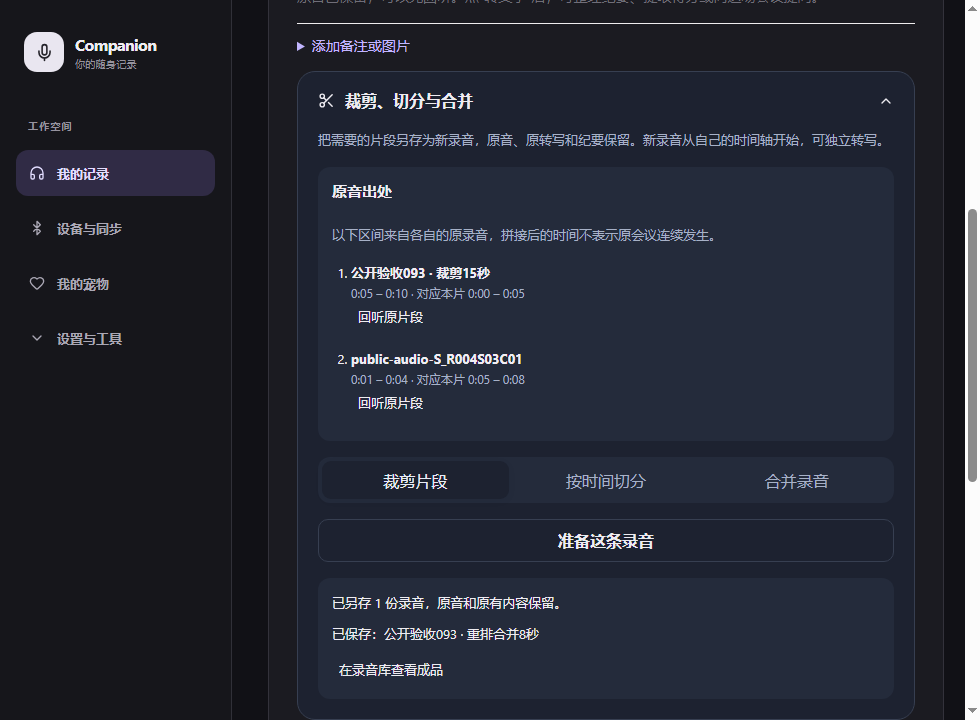 Companion
你的随身记录
工作空间
我的记录
设备与同步
我的宠物
设置与工具
添加备注或图片
裁剪、切分与合并
把需要的片段另存为新录音，原音、原转写和纪要保留。新录音从自己的时间轴开始，可独立转写。
原音出处
以下区间来自各自的原录音，拼接后的时间不表示原会议连续发生。
1. 公开验收093 · 裁剪15秒
0:05 – 0:10 · 对应本片 0:00 – 0:05
回听原片段
2. public-audio-S_R004S03C01
0:01 – 0:04 · 对应本片 0:05 – 0:08
回听原片段
裁剪片段
按时间切分
合并录音
准备这条录音
已另存 1 份录音，原音和原有内容保留。
已保存：公开验收093 · 重排合并8秒
在录音库查看成品